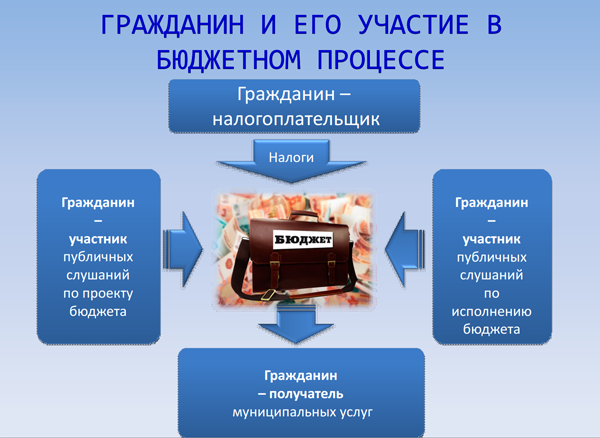 ГРАЖДАНИН И ЕГО УЧАСТИЕ В
БЮДЖЕТНОМ ПРОЦЕССЕ
Гражданин –
налогоплательщик
Налоги
Гражданин
–
участник
публичных
слушаний
по проекту
бюджета
БЮДЖЕТ
Гражданин
–
участник
публичных
слушаний
по
исполнению
бюджета
Гражданин
– получатель
муниципальных услуг